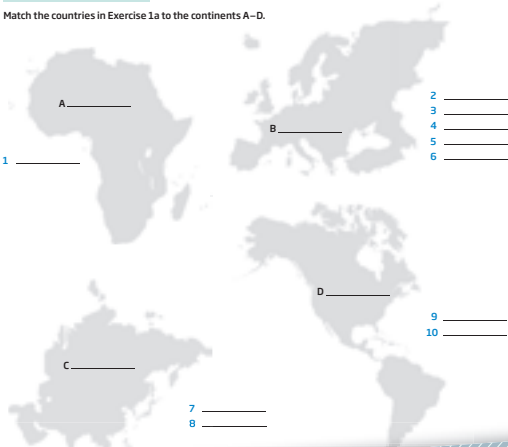 Match the countries in Exercise 1a to the continents A–D.
A
1
B
2
3
4
5
6
C
7
8
D
9
10